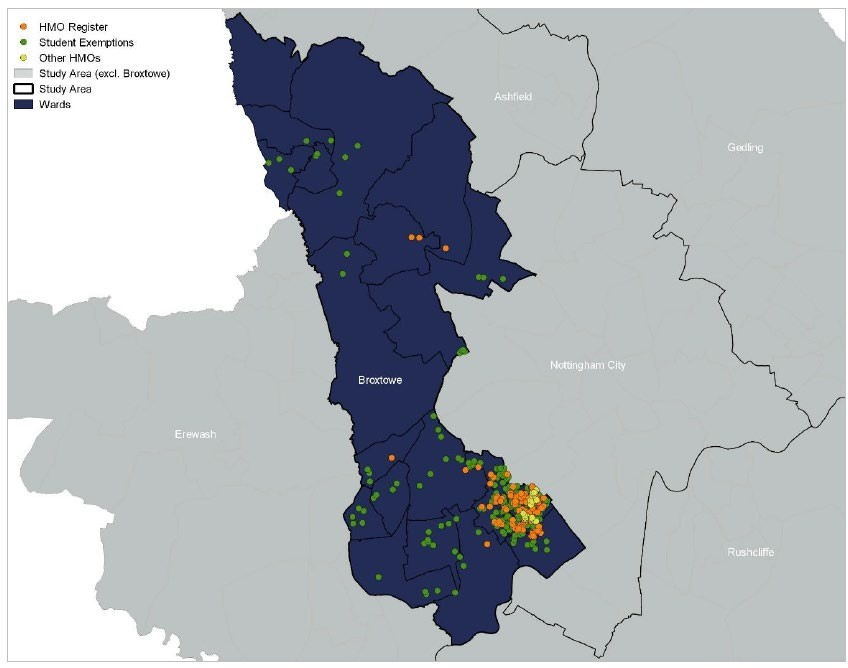 HMO Register
Student Exemptions
Other HMOs
Study Area (excl. Broxtowe)
Study Area
Wards
Ashfield
Gedling
Nottingham City
Broxtowe
Erewash
Rushcliffe